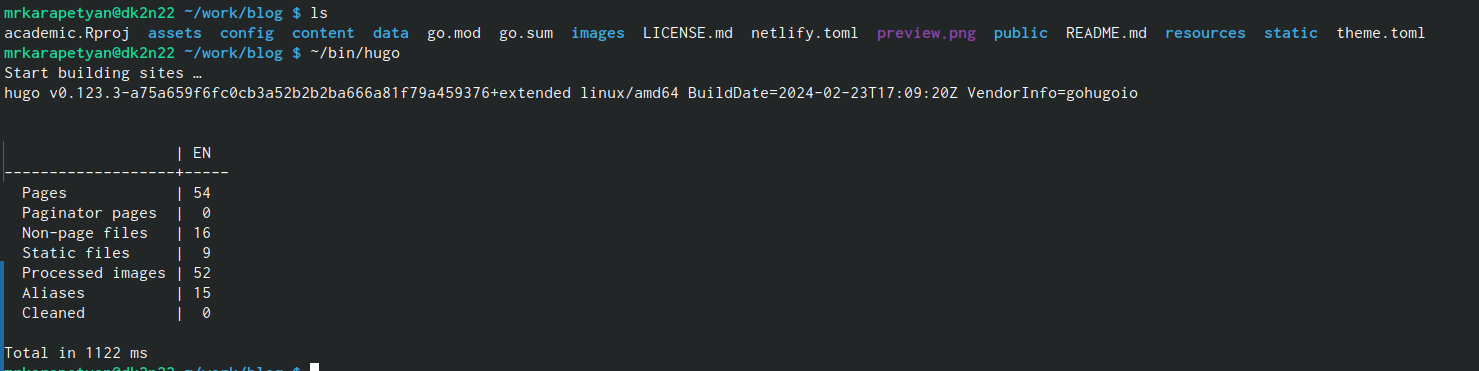 mrkarapetyan@dk2n22 ~/work/blog $ ls
academic.Rproj assets config content data go.mod go.sum images LICENSE.md netlify.toml preview.png public README.md resources static theme.toml
mrkarapetyan@dk2n22 ~/work/blog $ ~/bin/hugo
Start building sites …
hugo v0.123.3-a75a659f6fc0cb3a52b2b2ba666a81f79a459376+extended linux/amd64 BuildDate=2024-02-23T17:09:20Z VendorInfo=gohugoio
| EN
-------------------+-----
Pages | 54
Paginator pages | 0
Non-page files | 16
Static files | 9
Processed images | 52
Aliases | 15
Cleaned | 0
Total in 1122 ms
mrkarapetyan@dk2n22 ~/work/blog $